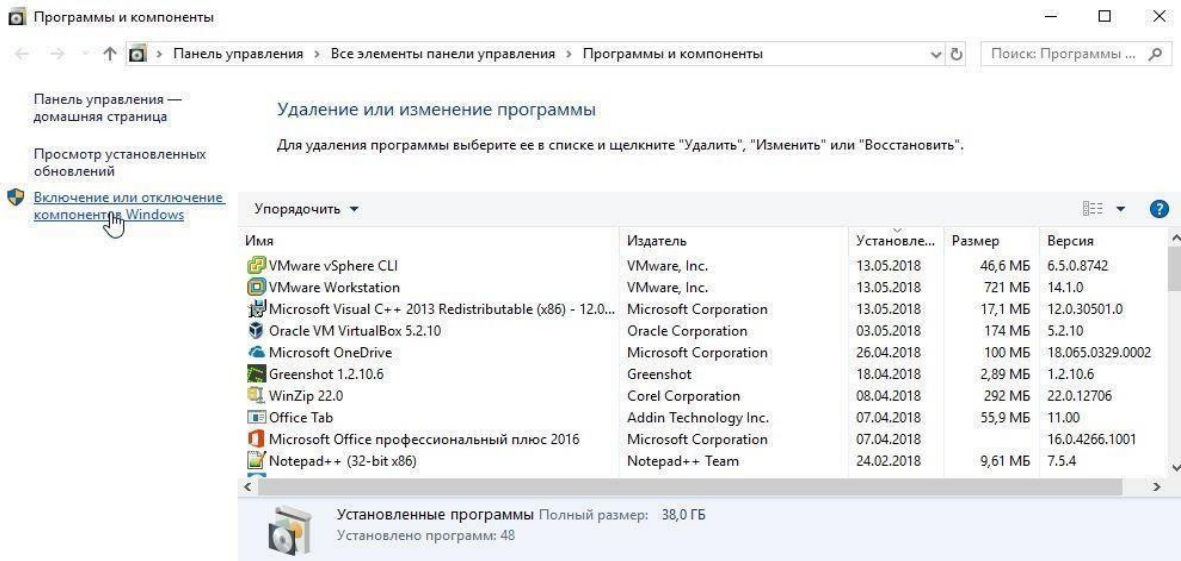 Программы и компоненты
Панель управления › Все элементы панели управления › Программы и компоненты
Поиск: Программы ...
Панель управления —
домашняя страница
Просмотр установленных
обновлений
Включение или отключение
компонентов Windows
Удаление или изменение программы
Для удаления программы выберите ее в списке и щелкните "Удалить", "Изменить" или "Восстановить".
Упорядочить
Имя Издатель Установле... Размер Версия
VMware vSphere CLI VMware, Inc. 13.05.2018 46,6 МБ 6.5.0.8742
VMware Workstation VMware, Inc. 13.05.2018 721 МБ 14.1.0
Microsoft Visual C++ 2013 Redistributable (x86) - 12.0... Microsoft Corporation 13.05.2018 17,1 МБ 12.0.30501.0
Oracle VM VirtualBox 5.2.10 Oracle Corporation 03.05.2018 174 МБ 5.2.10
Microsoft OneDrive Microsoft Corporation 26.04.2018 100 МБ 18.065.0329.0002
Greenshot 1.2.10.6 Greenshot 18.04.2018 2,89 МБ 1.2.10.6
WinZip 22.0 Corel Corporation 08.04.2018 292 МБ 22.0.12706
Office Tab Addin Technology Inc. 07.04.2018 55,9 МБ 11.00
Microsoft Office профессиональный плюс 2016 Microsoft Corporation 07.04.2018 16.0.4266.1001
Notepad++ (32-bit x86) Notepad++ Team 24.02.2018 9,61 МБ 7.5.4
Установленные программы Полный размер: 38,0 ГБ
Установлено программ: 48